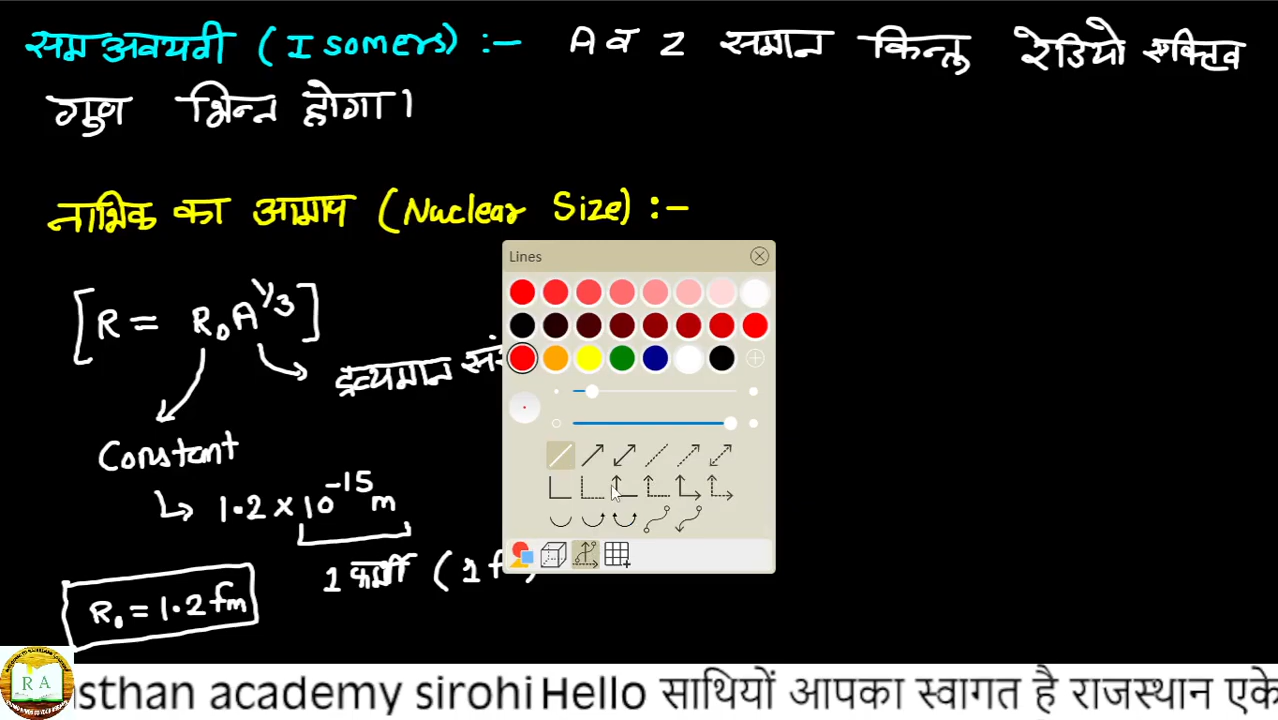 सम अवयवी (Isomers) :- A व Z समान किन्तु रेडियो सक्तिव
गुण भिन्न होगा।
नाभिक का आमाप (Nuclear Size) :-
[R = R₀A^1/3]
द्रव्यमान
Constant
1.2 × 10^-15 m
1 फर्मी (1 f
R₀ = 1.2 fm
Lines
RA
sthan academy sirohi Hello साथियों आपका स्वागत है राजस्थान एके